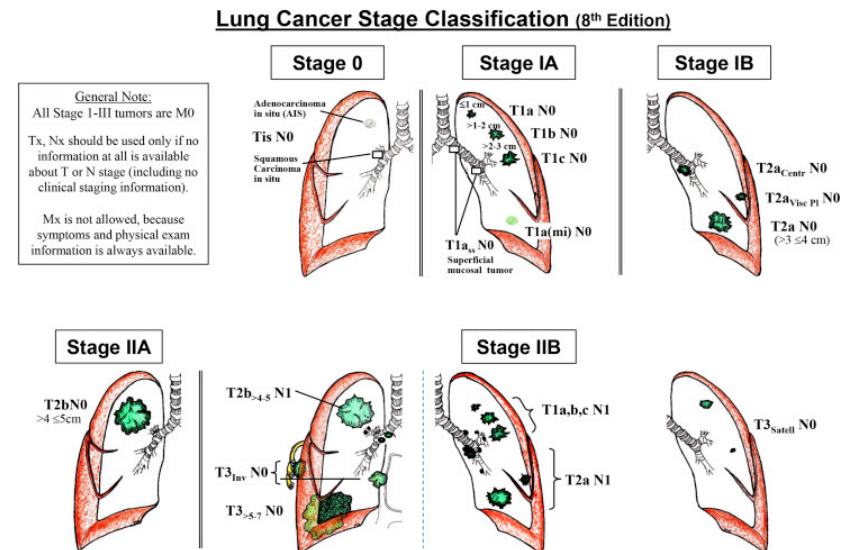 Lung Cancer Stage Classification (8th Edition)
General Note:
All Stage 1-III tumors are M0
Tx, Nx should be used only if no
information at all is available
about T or N stage (including no
clinical staging information).
Mx is not allowed, because
symptoms and physical exam
information is always available.
Stage 0
Adenocarcinoma
in situ (AIS)
Tis N0
Squamous
Carcinoma
in situ
Stage IA
≤1 cm
T1a N0
>1-2 cm
T1b N0
>2-3 cm
T1c N0
T1a(mi) N0
T1ass N0
Superficial
mucosal tumor
Stage IB
T2aCentr N0
T2aVisc Pl N0
T2a N0
(>3 ≤4 cm)
Stage IIA
T2bN0
>4 ≤5cm
Stage IIB
T2b>4-5 N1
T3Inv N0
T3>5-7 N0
T1a,b,c N1
T2a N1
T3Satell N0